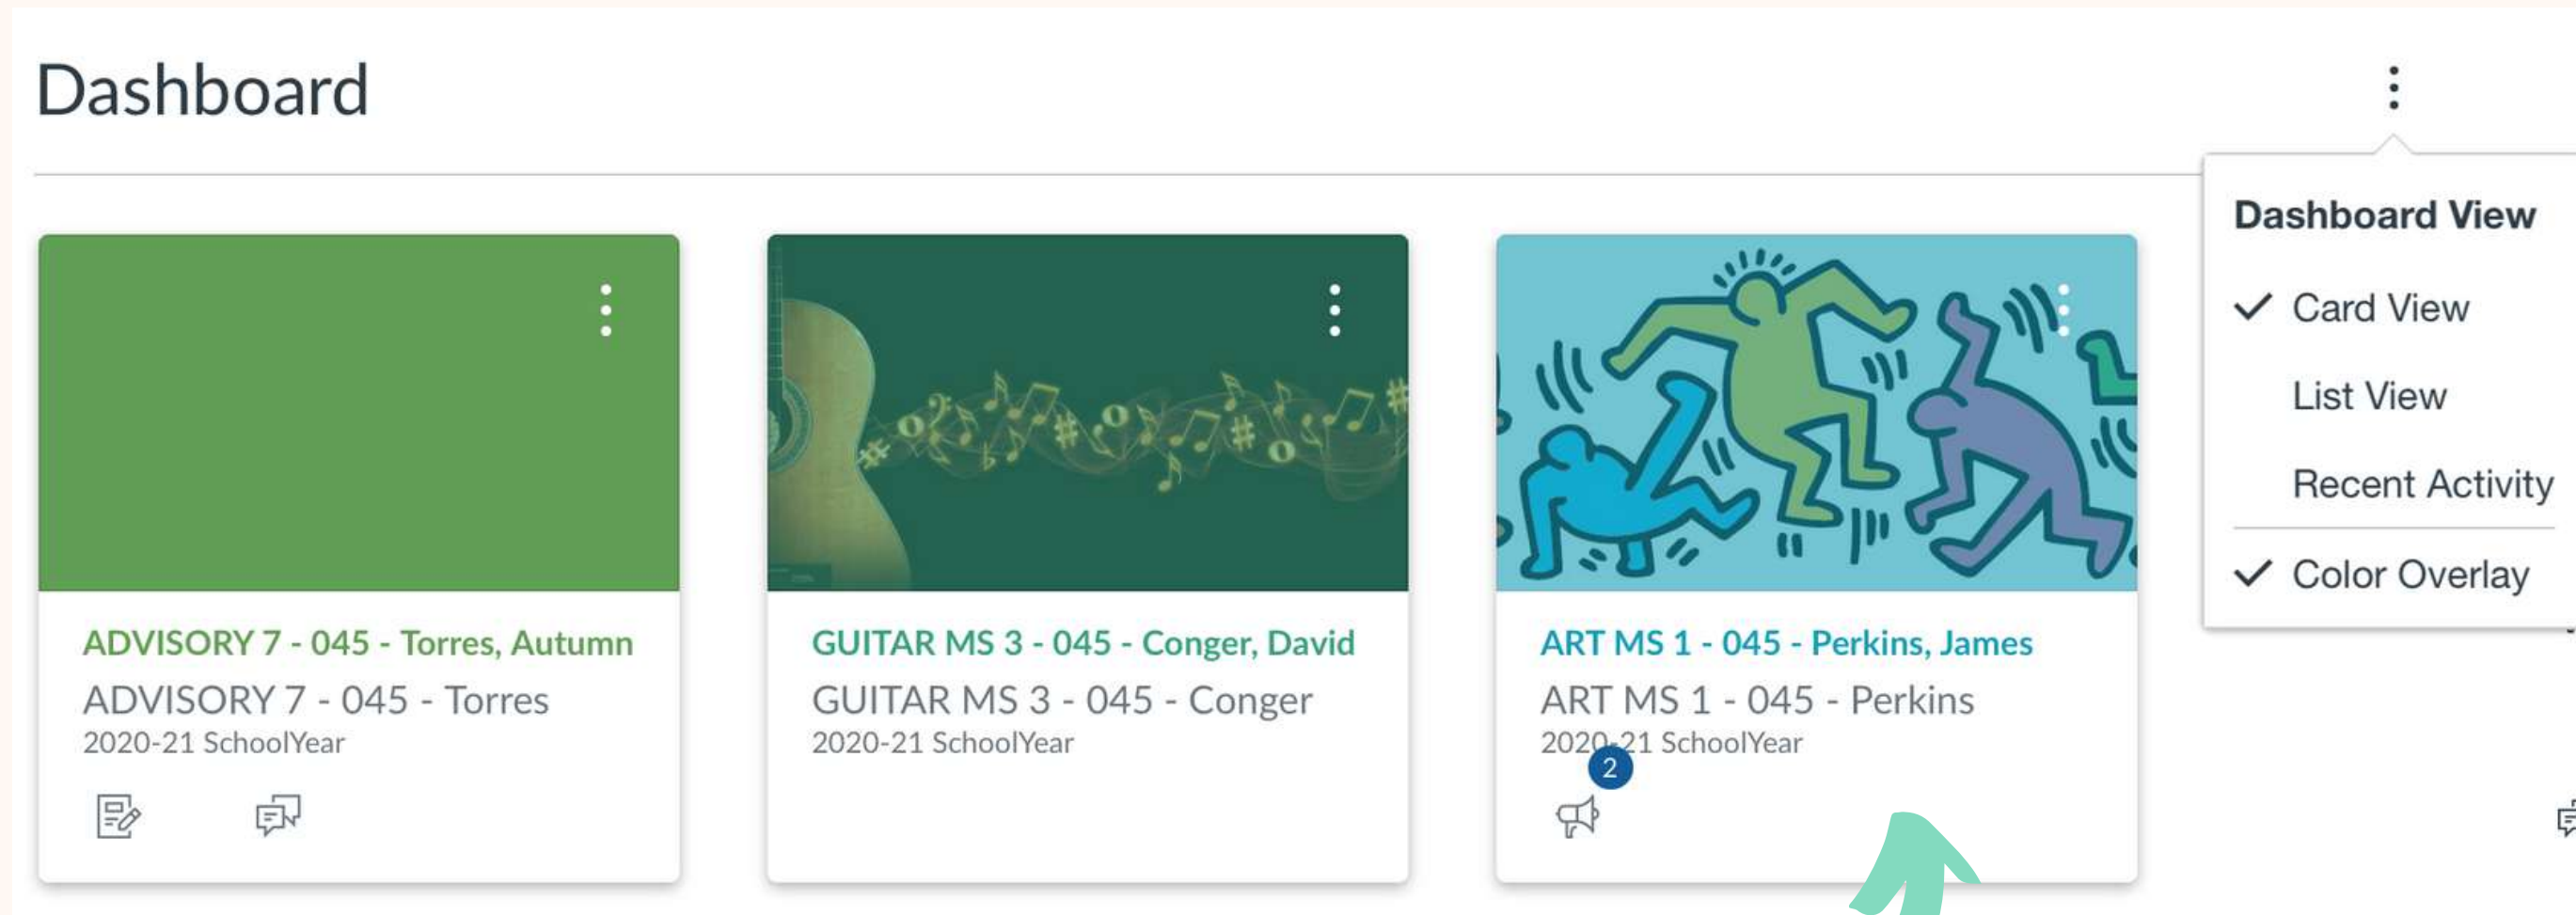 Dashboard
Dashboard View
Card View
List View
Recent Activity
Color Overlay
ADVISORY 7 - 045 - Torres, Autumn
ADVISORY 7 - 045 - Torres
2020-21 SchoolYear
GUITAR MS 3 - 045 - Conger, David
GUITAR MS 3 - 045 - Conger
2020-21 SchoolYear
ART MS 1 - 045 - Perkins, James
ART MS 1 - 045 - Perkins
2020-21 SchoolYear
2